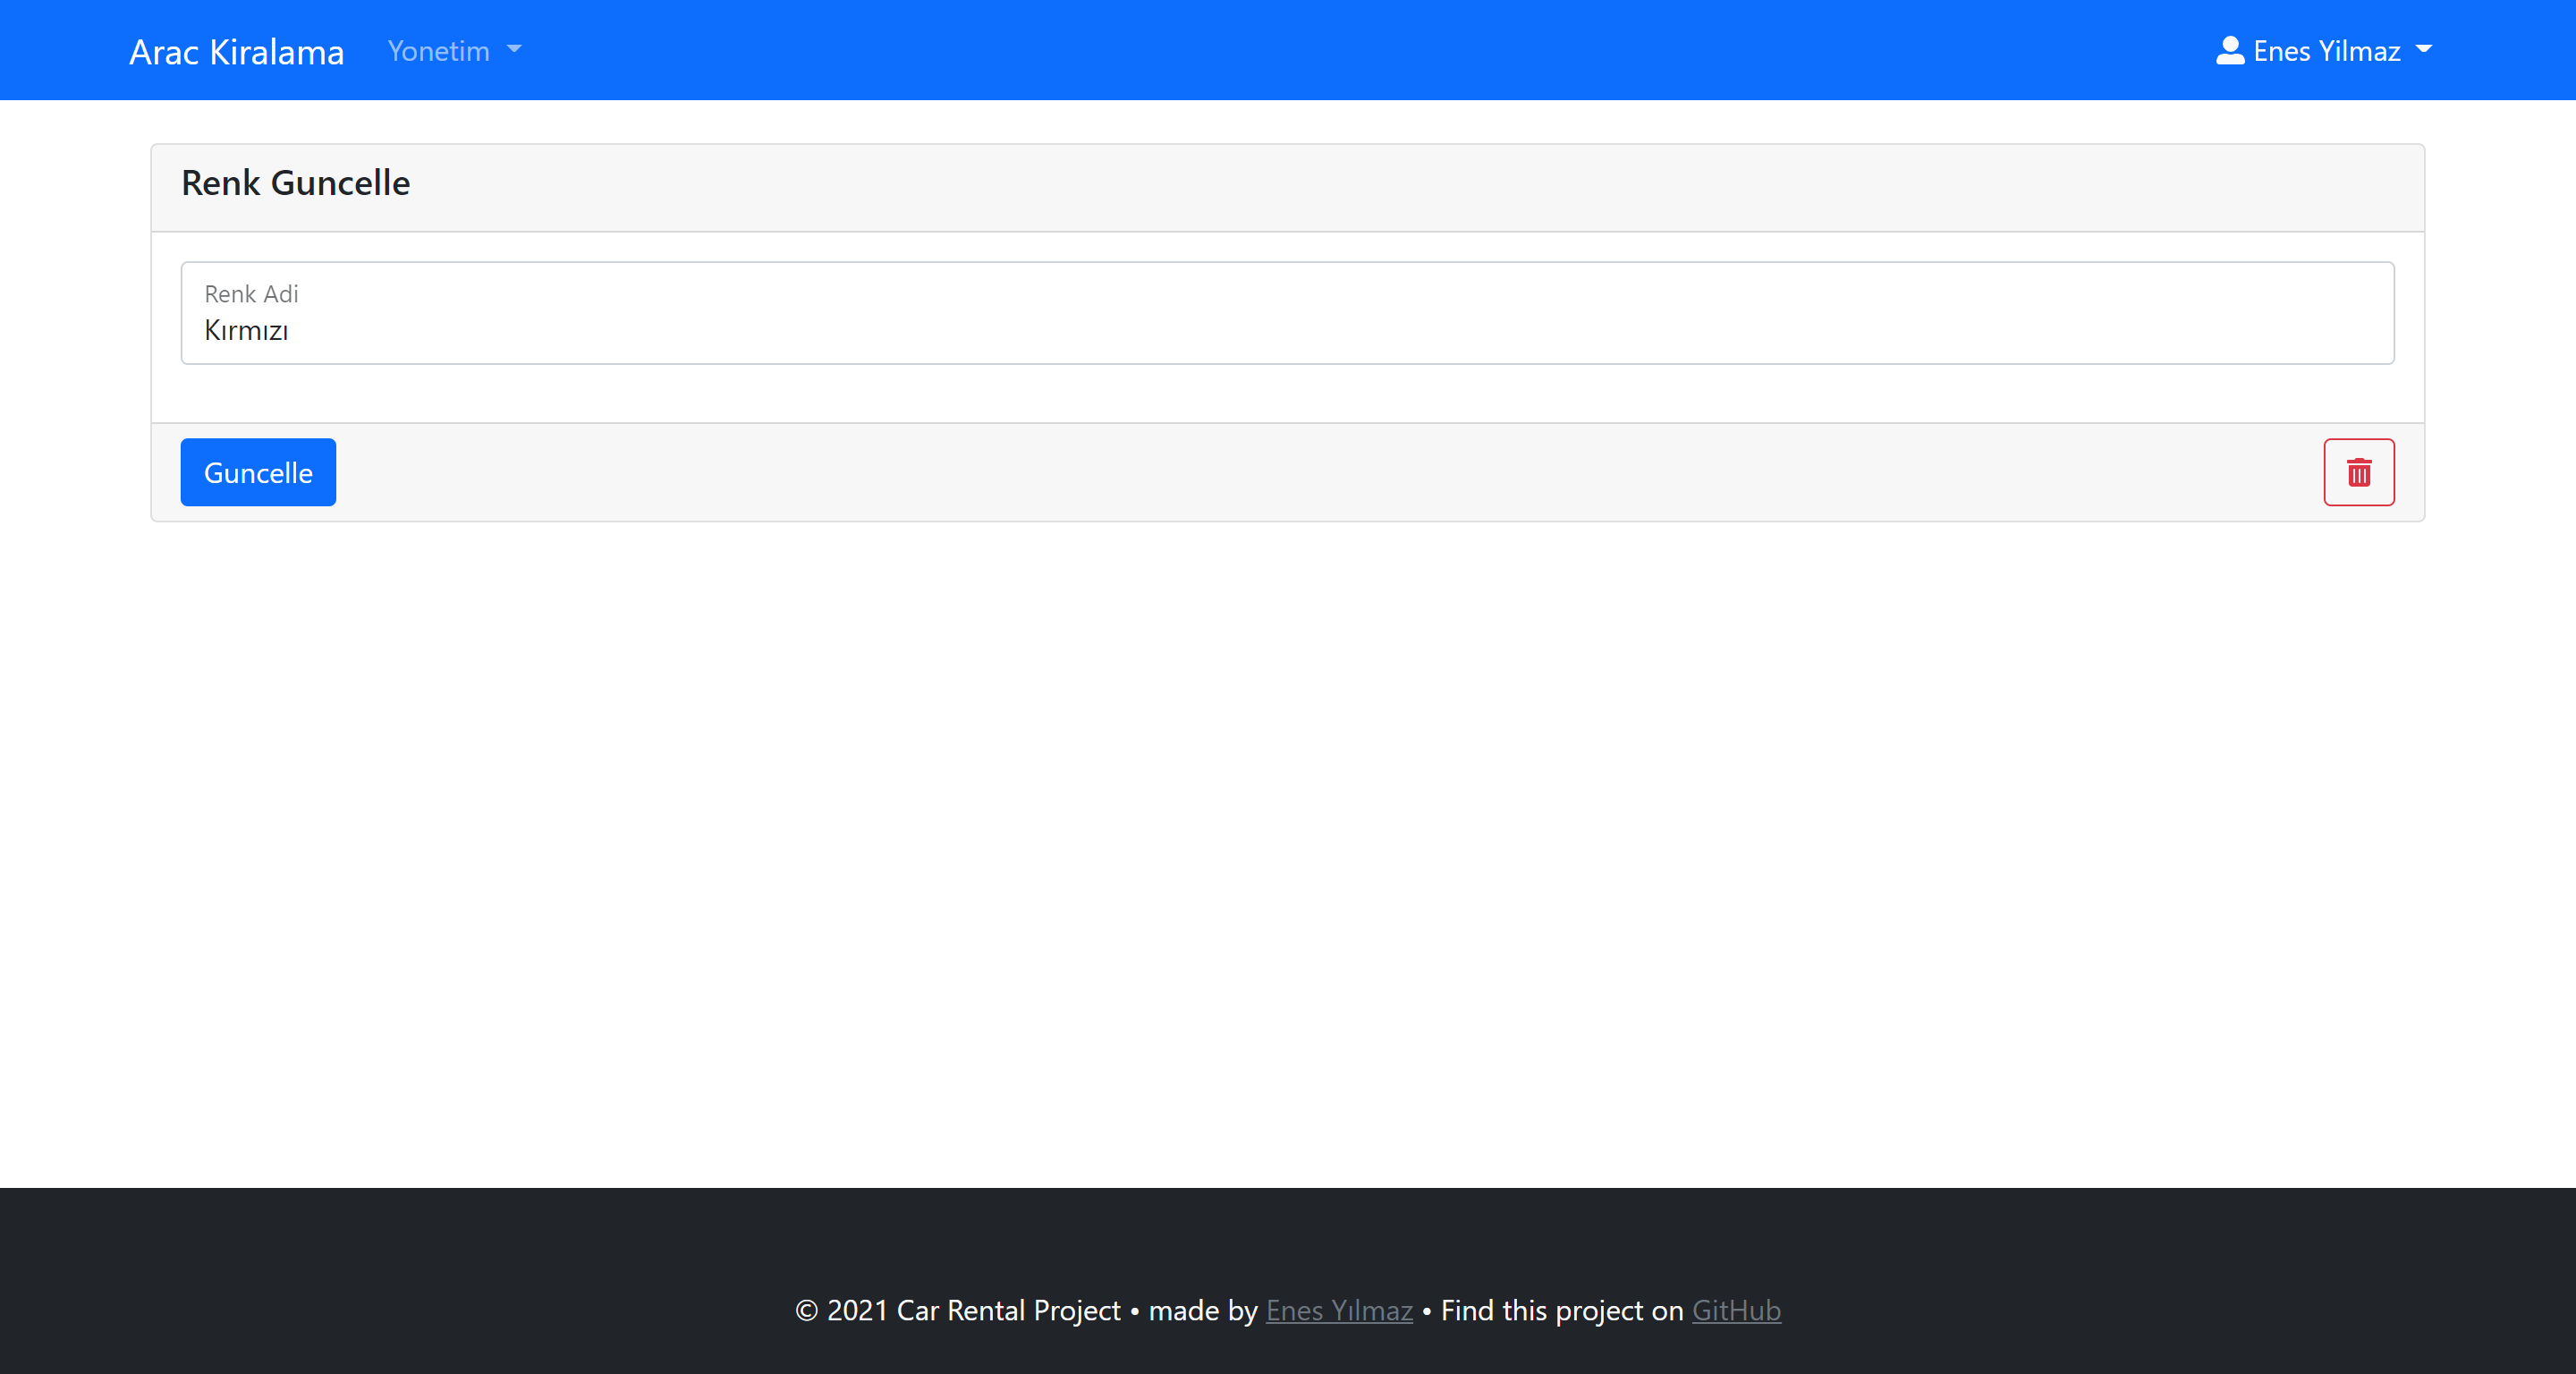 Arac Kiralama Yonetim Enes Yilmaz
Renk Guncelle
Renk Adi
Kırmızı
Guncelle
© 2021 Car Rental Project • made by Enes Yılmaz • Find this project on GitHub